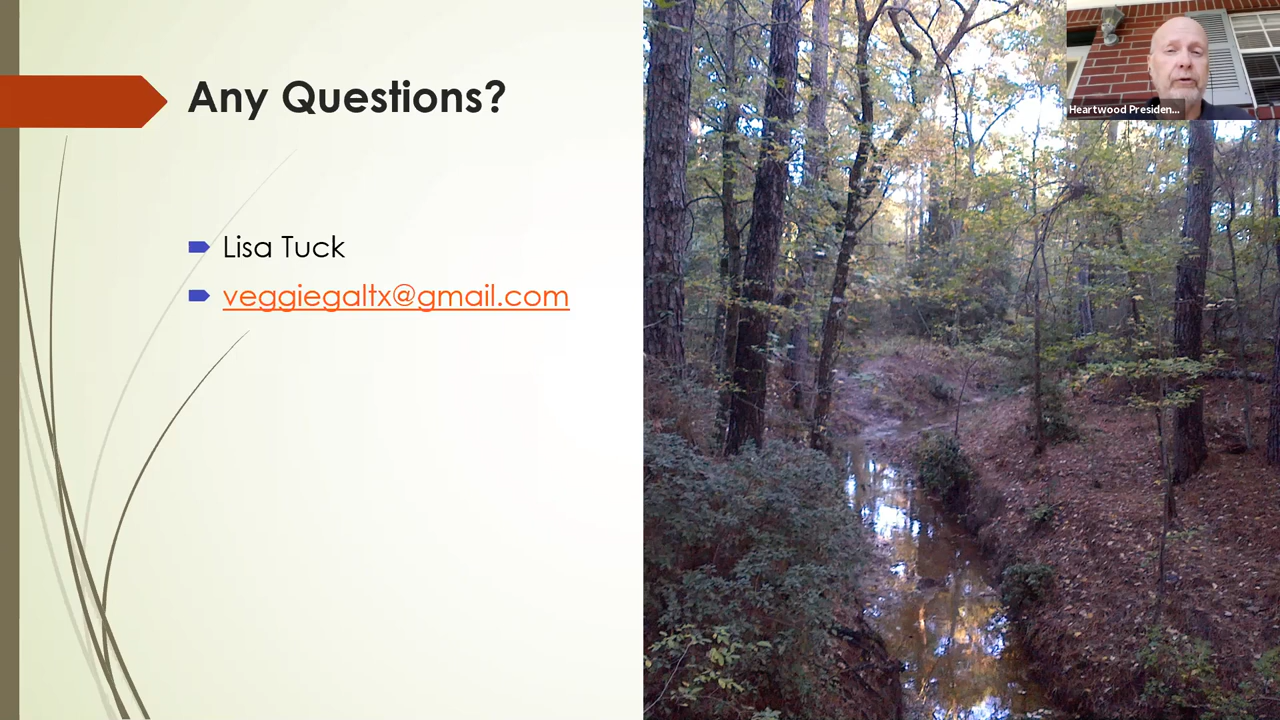 Any Questions?
Lisa Tuck
veggiegaltx@gmail.com
Heartwood Presiden...